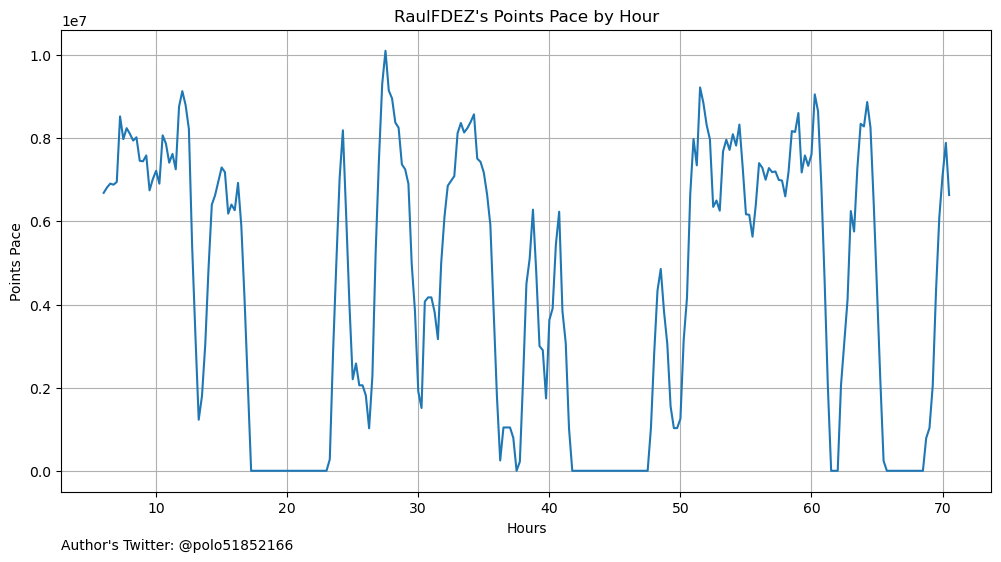 RaulFDEZ's Points Pace by Hour
1e7
1.0
0.8
0.6
0.4
0.2
0.0
Points Pace
10 20 30 40 50 60 70
Hours
Author's Twitter: @polo51852166